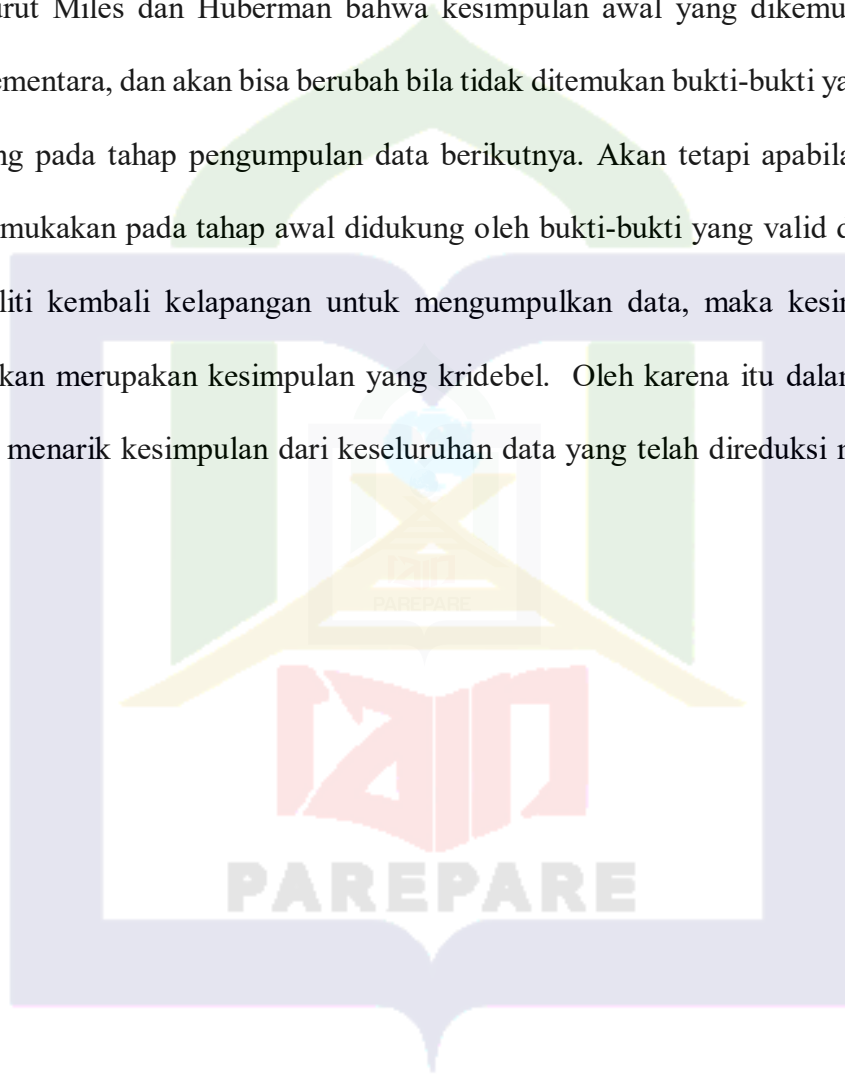 urut Miles dan Huberman bahwa kesimpulan awal yang dikemu
ementara, dan akan bisa berubah bila tidak ditemukan bukti-bukti ya
ng pada tahap pengumpulan data berikutnya. Akan tetapi apabila
mukakan pada tahap awal didukung oleh bukti-bukti yang valid d
liti kembali kelapangan untuk mengumpulkan data, maka kesi
kan merupakan kesimpulan yang kridebel. Oleh karena itu dala
menarik kesimpulan dari keseluruhan data yang telah direduksi
iain
PAREPARE
iain
PAREPARE